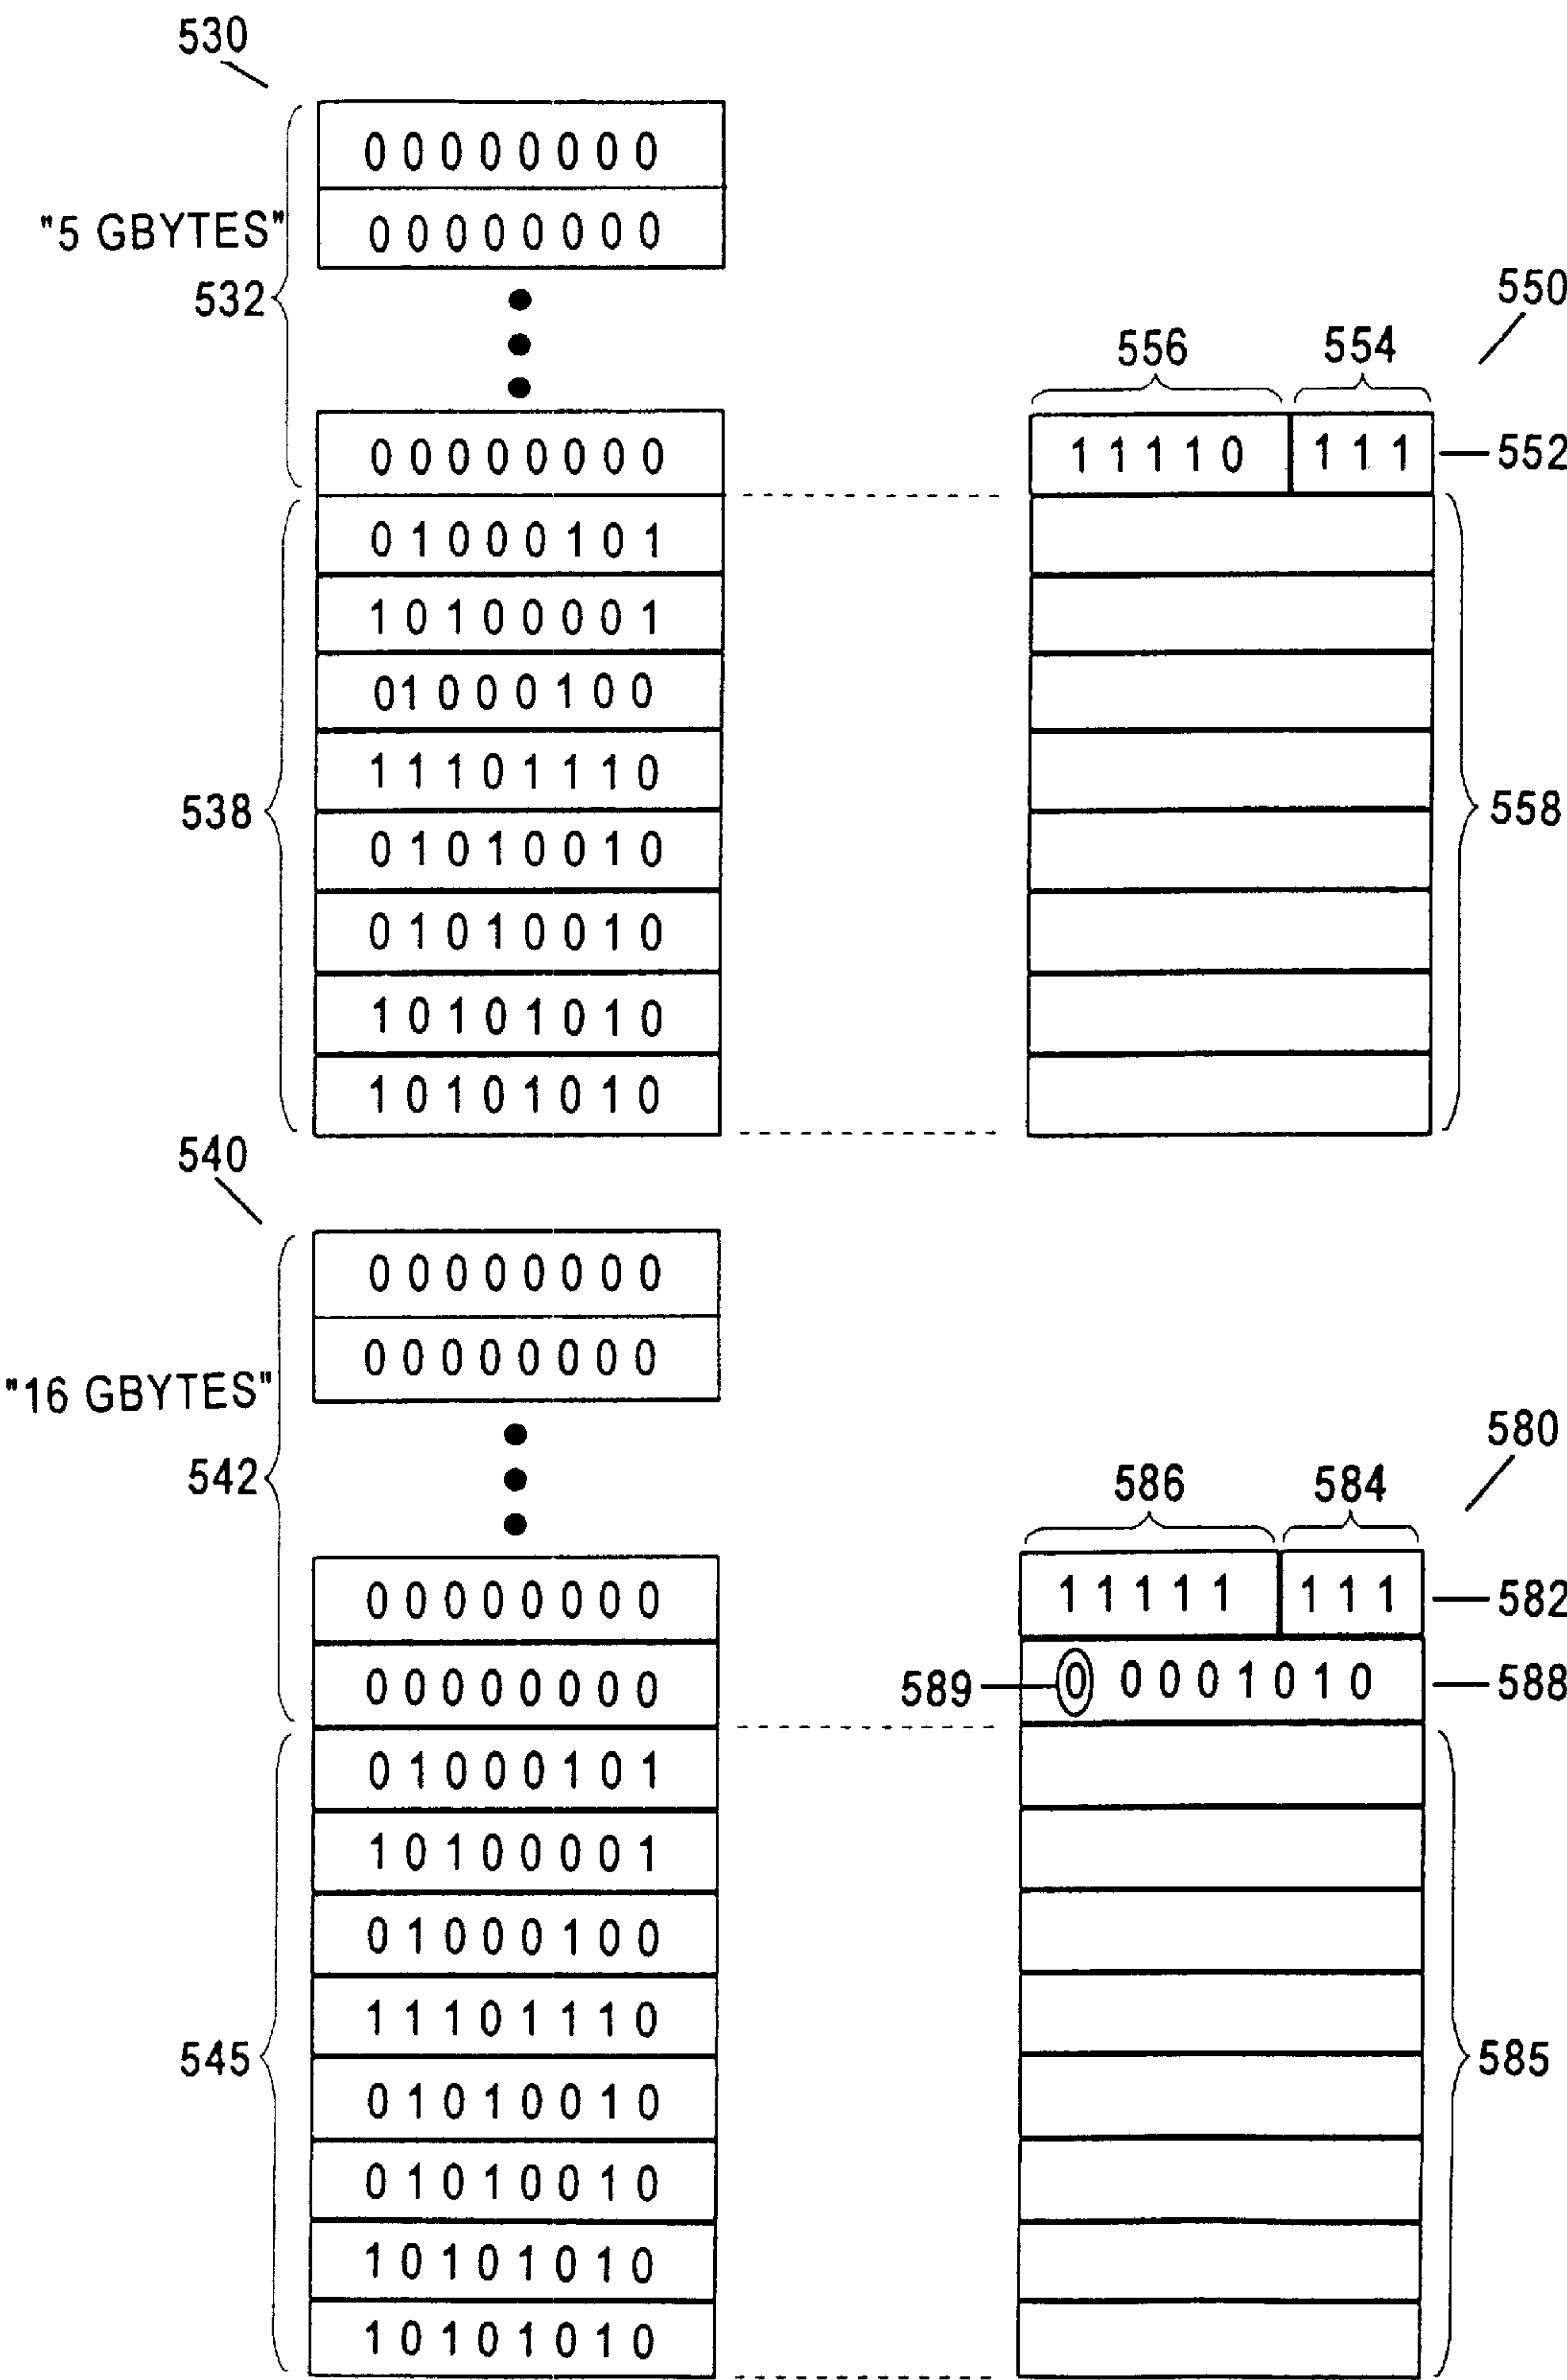 530
0 0 0 0 0 0 0 0
"5 GBYTES"
0 0 0 0 0 0 0 0
532
550
556 554
0 0 0 0 0 0 0 0
1 1 1 1 0 1 1 1
552
0 1 0 0 0 1 0 1
1 0 1 0 0 0 0 1
0 1 0 0 0 1 0 0
1 1 1 0 1 1 1 0
538
558
0 1 0 1 0 0 1 0
0 1 0 1 0 0 1 0
1 0 1 0 1 0 1 0
1 0 1 0 1 0 1 0
540
0 0 0 0 0 0 0 0
0 0 0 0 0 0 0 0
"16 GBYTES"
542
580
586 584
0 0 0 0 0 0 0 0
1 1 1 1 1 1 1 1
582
0 0 0 0 0 0 0 0
589
0 0 0 0 1 0 1 0
588
0 1 0 0 0 1 0 1
1 0 1 0 0 0 0 1
0 1 0 0 0 1 0 0
1 1 1 0 1 1 1 0
545
585
0 1 0 1 0 0 1 0
0 1 0 1 0 0 1 0
1 0 1 0 1 0 1 0
1 0 1 0 1 0 1 0